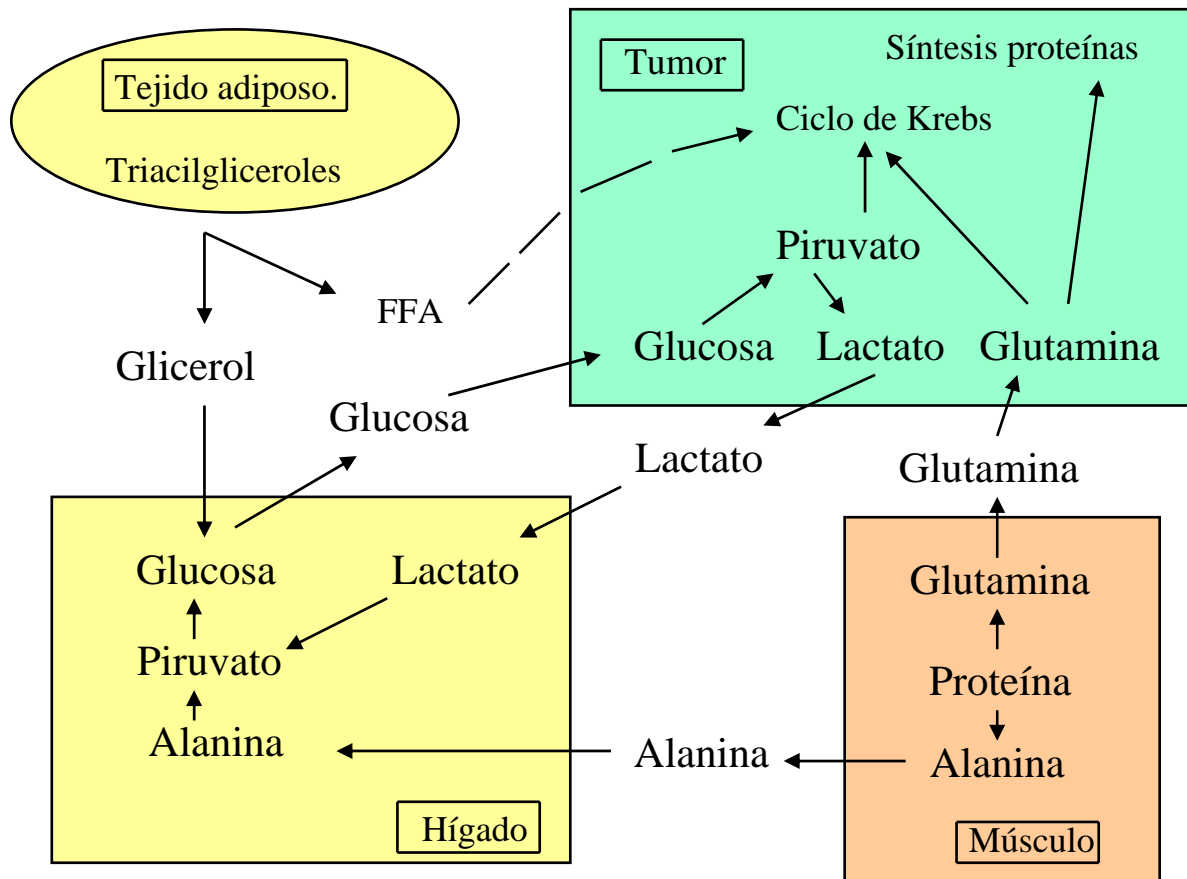 Tejido adiposo.
Triacilgliceroles
Tumor
Síntesis proteínas
Ciclo de Krebs
Piruvato
FFA
Glicerol
Glucosa
Lactato
Glutamina
Glucosa
Lactato
Glutamina
Glucosa
Lactato
Piruvato
Alanina
Hígado
Alanina
Glutamina
Proteína
Alanina
Músculo